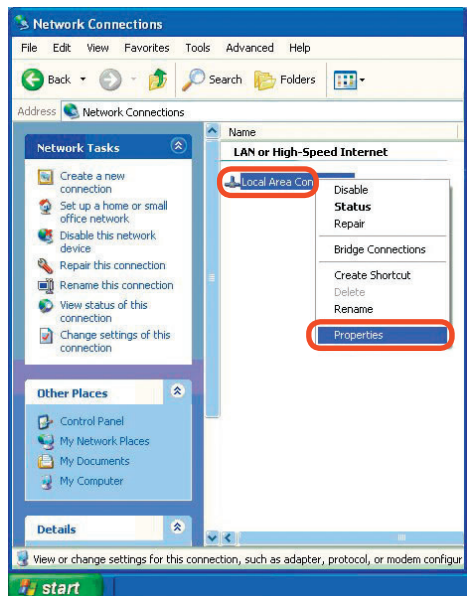 Network Connections
File Edit View Favorites Tools Advanced Help
Back Search Folders
Address Network Connections
Network Tasks
Create a new
connection
Set up a home or small
office network
Disable this network
device
Repair this connection
Rename this connection
View status of this
connection
Change settings of this
connection
Other Places
Control Panel
My Network Places
My Documents
My Computer
Details
Name
LAN or High-Speed Internet
Local Area Con
Disable
Status
Repair
Bridge Connections
Create Shortcut
Delete
Rename
Properties
View or change settings for this connection, such as adapter, protocol, or modem configur
start